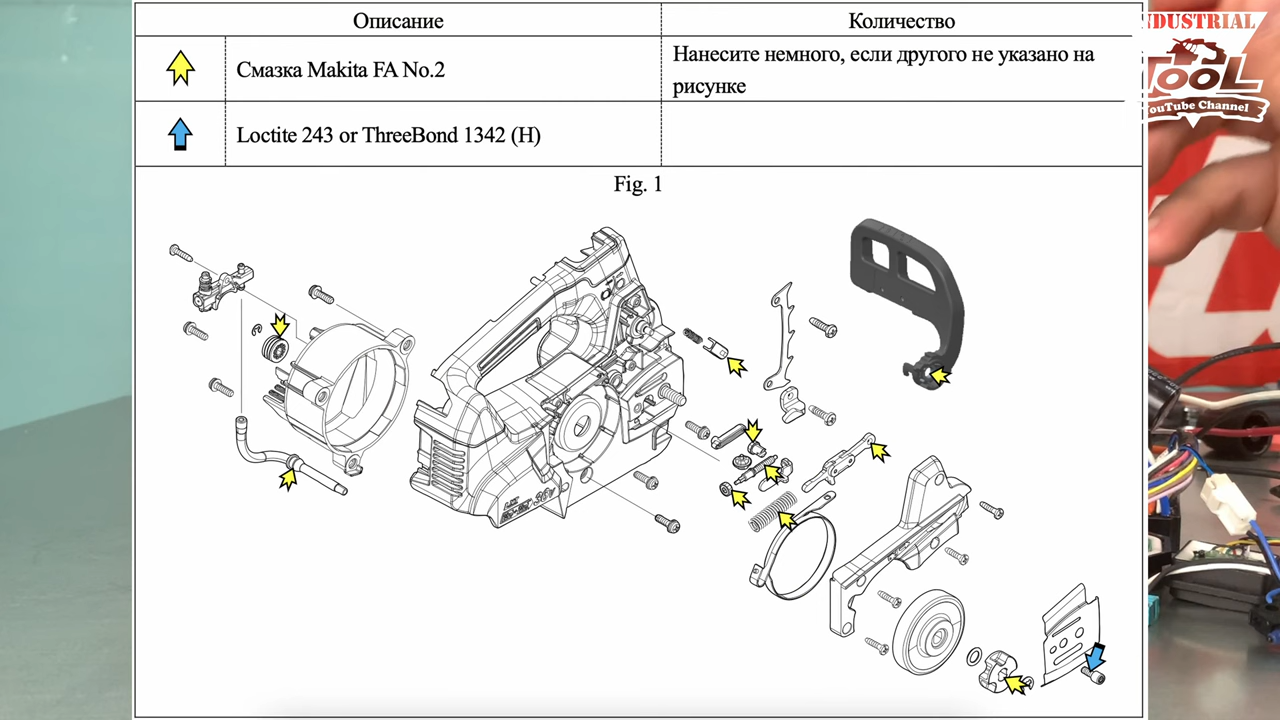 Описание
Количество
Смазка Makita FA No.2
Нанесите немного, если другого не указано на
рисунке
Loctite 243 or ThreeBond 1342 (H)
Fig. 1
TOOL
YouTube Channel